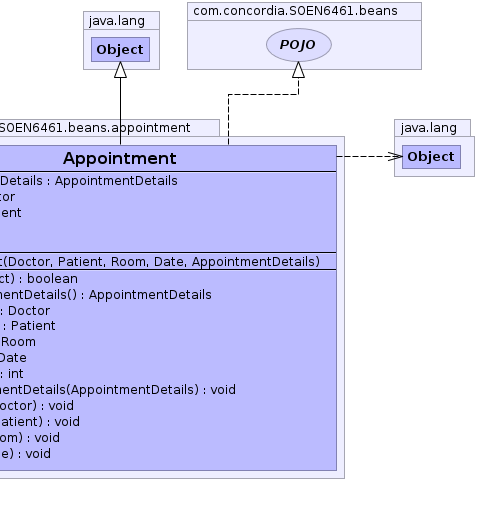 java.lang
Object
com.concordia.SOEN6461.beans
POJO
SOEN6461.beans.appointment
java.lang
Object
Appointment
Details : AppointmentDetails
tor
ent
t(Doctor, Patient, Room, Date, AppointmentDetails)
ct) : boolean
mentDetails() : AppointmentDetails
: Doctor
: Patient
Room
Date
: int
mentDetails(AppointmentDetails) : void
octor) : void
atient) : void
om) : void
e) : void